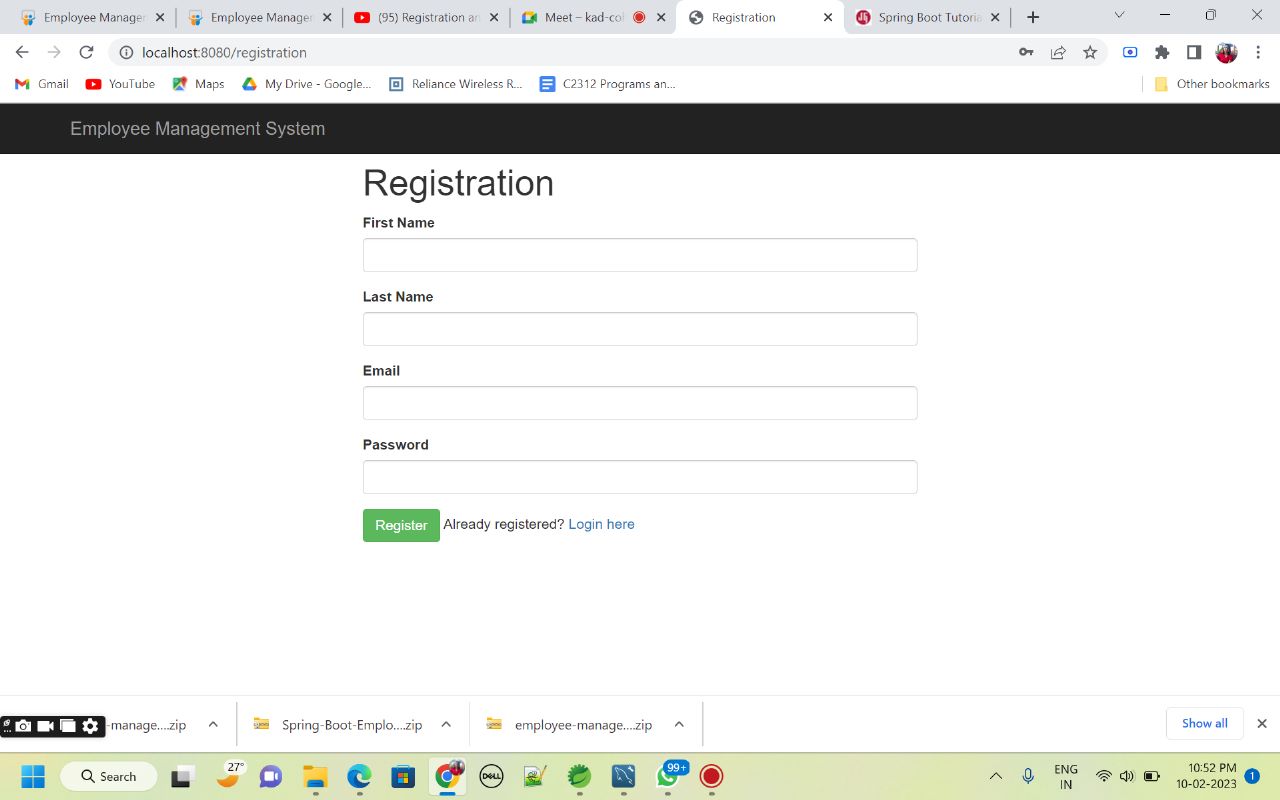 Employee Manager
Employee Manager
(95) Registration an
Meet – kad-col
Registration
Spring Boot Tutoria
localhost:8080/registration
Gmail
YouTube
Maps
My Drive - Google...
Reliance Wireless R...
C2312 Programs an...
Other bookmarks
Employee Management System
Registration
First Name
Last Name
Email
Password
Register Already registered? Login here
-manage....zip
Spring-Boot-Emplo....zip
employee-manage....zip
Show all
27°
Search
DELL
99+
ENG
IN
10:52 PM
10-02-2023
1